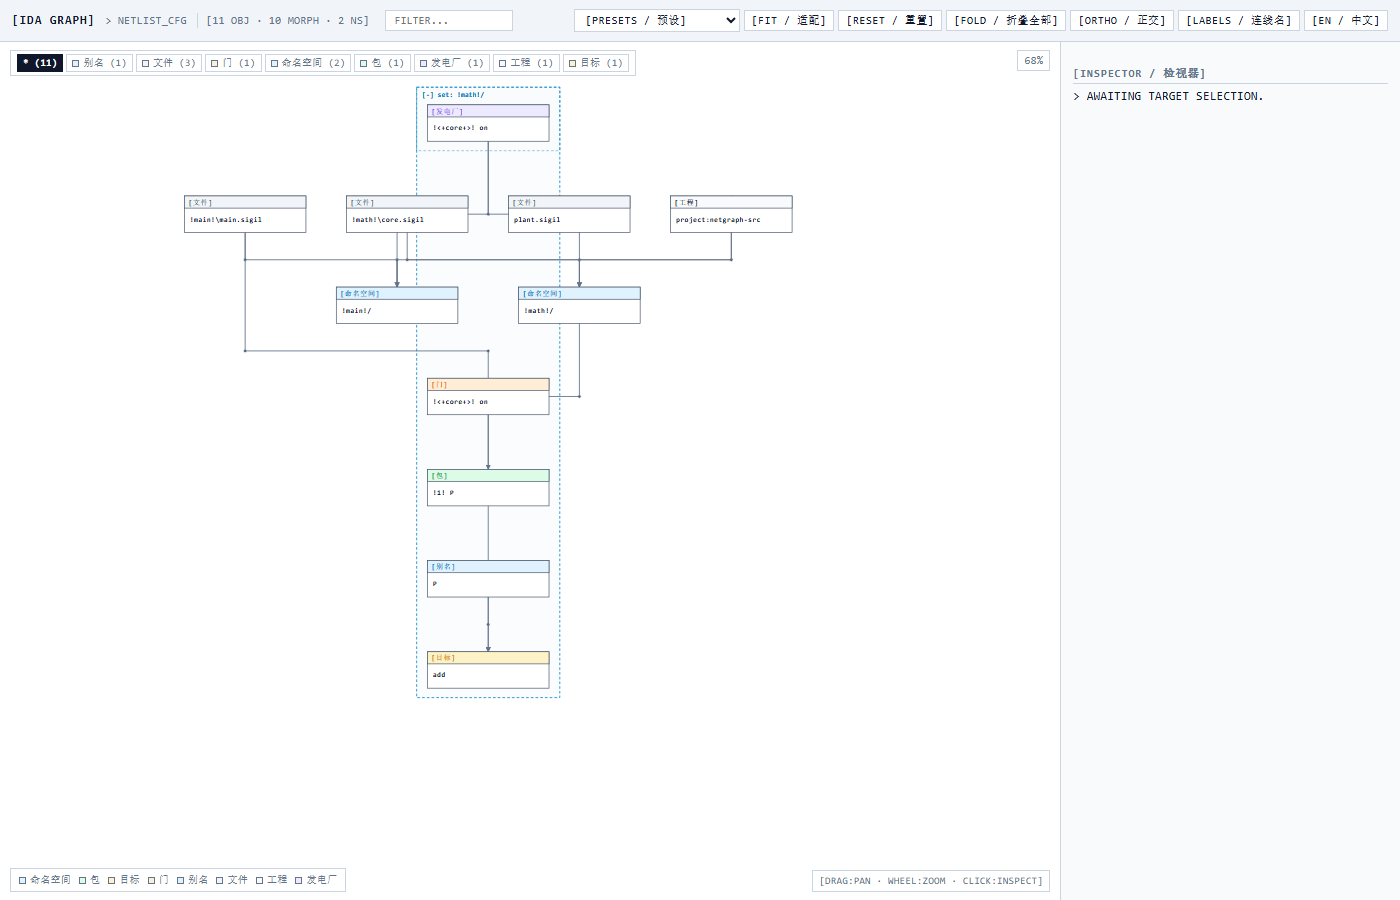 [IDA GRAPH] > NETLIST_CFG [11 OBJ · 10 MORPH · 2 NS] FILTER... [PRESETS / 预设] [FIT / 适配] [RESET / 重置] [FOLD / 折叠全部] [ORTHO / 正交] [LABELS / 连线名] [EN / 中文]
* (11) 别名 (1) 文件 (3) 门 (1) 命名空间 (2) 包 (1) 发电厂 (1) 工程 (1) 目标 (1)
68%
[INSPECTOR / 检视器]
> AWAITING TARGET SELECTION.
[-] set: !math!/
[发电厂]
!<+core+>! on
[文件]
!main!\main.sigil
[文件]
!math!\core.sigil
[文件]
plant.sigil
[工程]
project:netgraph-src
[命名空间]
!main!/
[命名空间]
!math!/
[门]
!<+core+>! on
[包]
!1! P
[别名]
P
[目标]
add
命名空间 包 目标 门 别名 文件 工程 发电厂
[DRAG:PAN · WHEEL:ZOOM · CLICK:INSPECT]